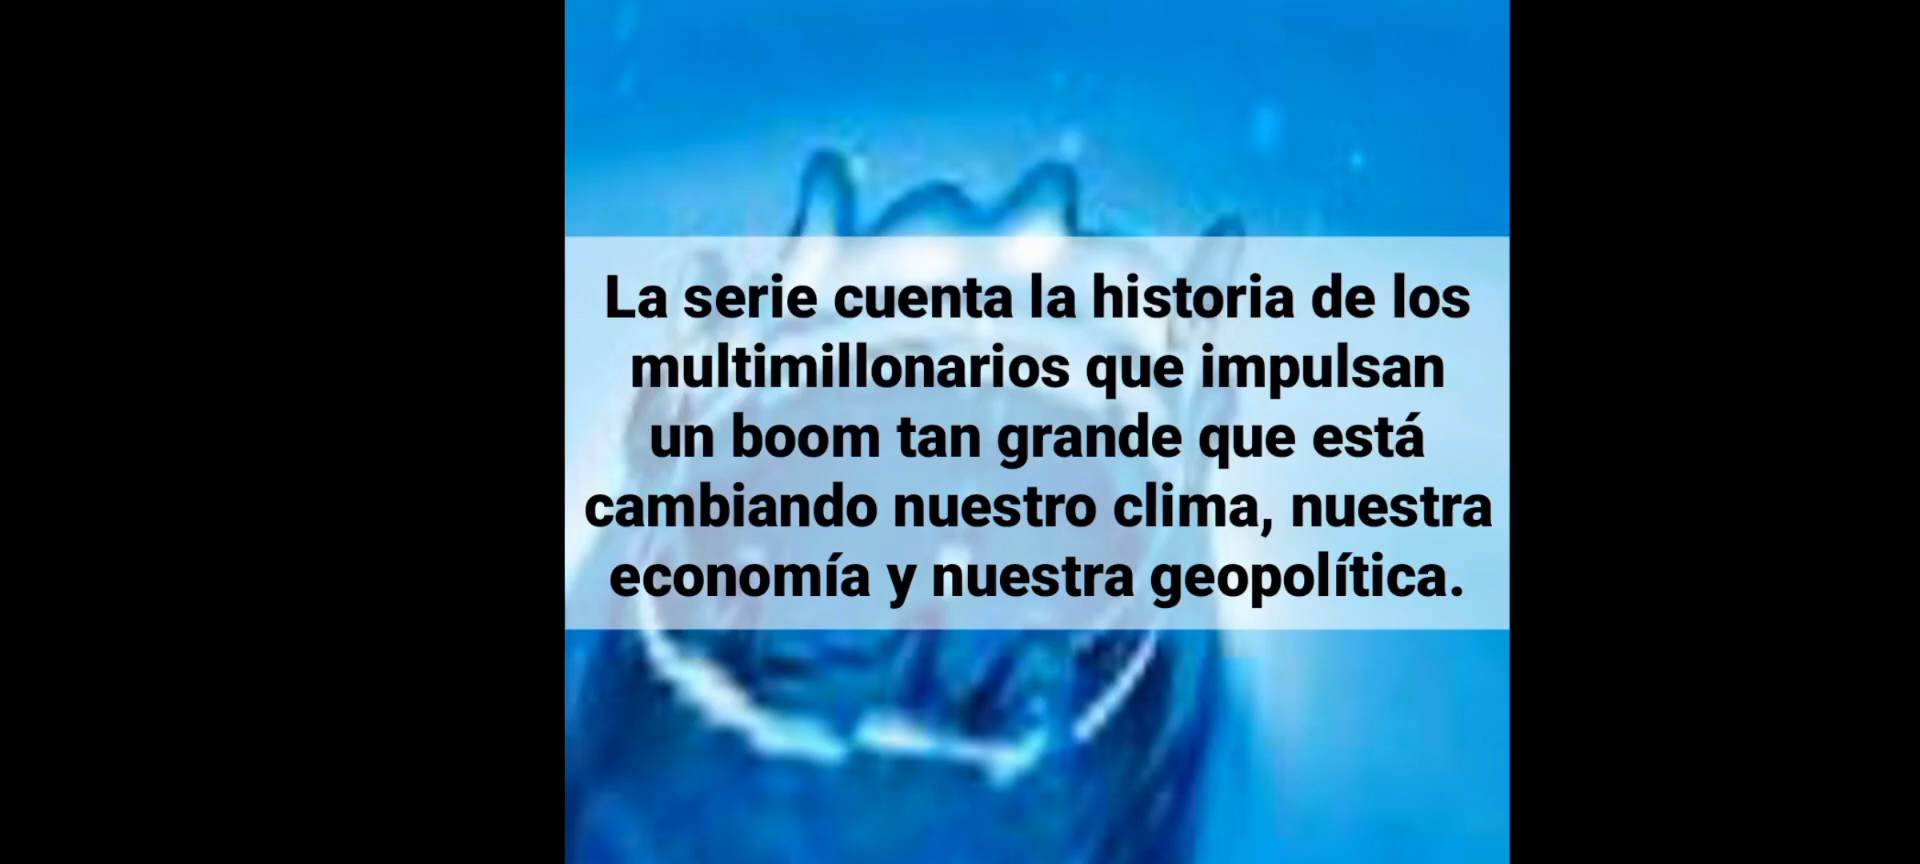 La serie cuenta la historia de los
multimillonarios que impulsan
un boom tan grande que está
cambiando nuestro clima, nuestra
economía y nuestra geopolítica.